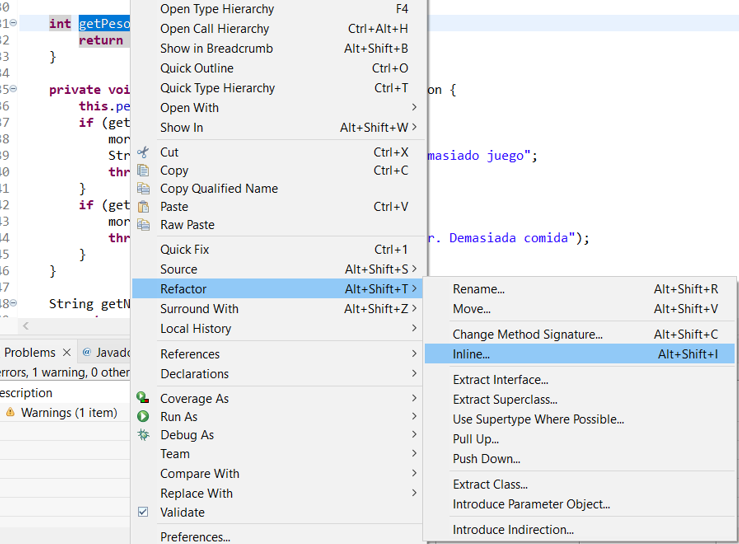 30
31 int getPeso
32 return
33 }
34
35 private voi on {
36 this.pe
37 if (get
38 mor
39 Str masiado juego";
40 thr
41 }
42 if (get
43 mor
44 thr r. Demasiada comida");
45 }
46 }
47
48 String getN
Problems
Javadoc
errors, 1 warning, 0 other
escription
Warnings (1 item)
Open Type Hierarchy F4
Open Call Hierarchy Ctrl+Alt+H
Show in Breadcrumb Alt+Shift+B
Quick Outline Ctrl+O
Quick Type Hierarchy Ctrl+T
Open With
Show In Alt+Shift+W
Cut Ctrl+X
Copy Ctrl+C
Copy Qualified Name
Paste Ctrl+V
Raw Paste
Quick Fix Ctrl+1
Source Alt+Shift+S
Refactor Alt+Shift+T
Surround With Alt+Shift+Z
Local History
References
Declarations
Coverage As
Run As
Debug As
Team
Compare With
Replace With
Validate
Preferences...
Rename... Alt+Shift+R
Move... Alt+Shift+V
Change Method Signature... Alt+Shift+C
Inline... Alt+Shift+I
Extract Interface...
Extract Superclass...
Use Supertype Where Possible...
Pull Up...
Push Down...
Extract Class...
Introduce Parameter Object...
Introduce Indirection...